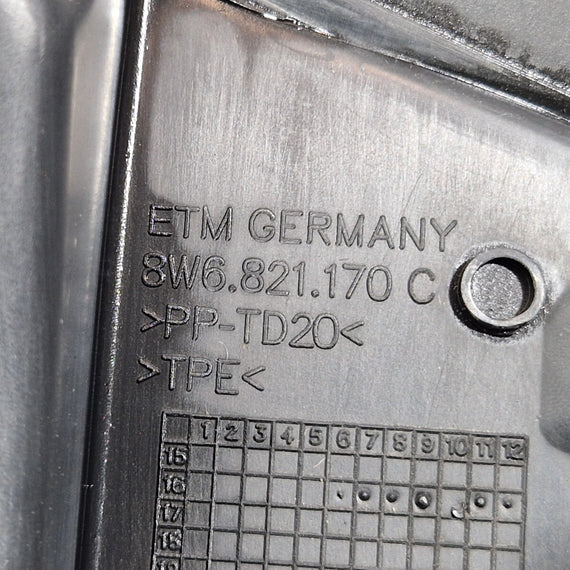 ETM GERMANY
8W6.821.170 C
>PP-TD20<
>TPE<
1 2 3 4 5 6 7 8 9 10 11 12
15
16
17
18